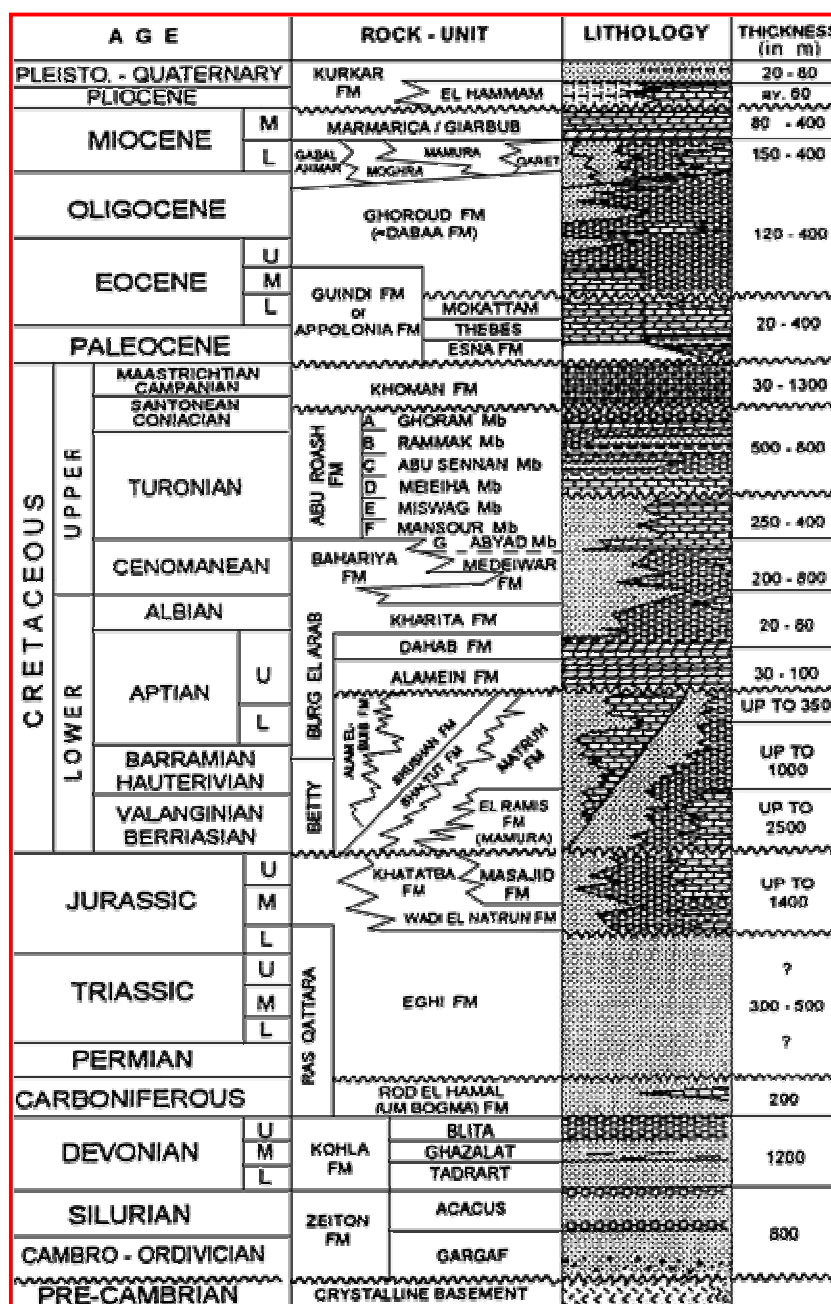 AGE
ROCK - UNIT
LITHOLOGY
THICKNESS
(in m)
PLEISTO. - QUATERNARY
PLIOCENE
KURKAR
FM
EL HAMMAM
20 - 80
av. 60
MIOCENE
M
L
MARMARICA / GIARBUB
80 - 400
GABAL
AHMAR
MOGHRA
MAMURA
QARET
150 - 400
OLIGOCENE
GHOROUD FM
(=DABAA FM)
120 - 400
EOCENE
U
M
L
GUINDI FM
or
APPOLONIA FM
MOKATTAM
THEBES
ESNA FM
20 - 400
PALEOCENE
CRETACEOUS
UPPER
MAASTRICHTIAN
CAMPANIAN
KHOMAN FM
30 - 1300
SANTONEAN
CONIACIAN
TURONIAN
ABU ROASH
FM
A GHORAM Mb
B RAMMAK Mb
C ABU SENNAN Mb
D MEIEIHA Mb
E MISWAG Mb
F MANSOUR Mb
G ABYAD Mb
500 - 800
250 - 400
CENOMANEAN
BAHARIYA
FM
MEDEIWAR
FM
200 - 800
LOWER
ALBIAN
BURG EL ARAB
KHARITA FM
DAHAB FM
20 - 60
APTIAN
U
L
ALAMEIN FM
30 - 100
ALAM EL
BUIB FM
SHUSHAN FM
SHALTUT FM
MATRUH
FM
UP TO 350
BARRAMIAN
HAUTERIVIAN
UP TO
1000
VALANGINIAN
BERRIASIAN
BETTY
EL RAMIS
FM
(MAMURA)
UP TO
2500
JURASSIC
U
M
L
KHATATBA
FM
MASAJID
FM
WADI EL NATRUN FM
UP TO
1400
TRIASSIC
U
M
L
RAS QATTARA
EGHI FM
?
300 - 500
?
PERMIAN
CARBONIFEROUS
ROD EL HAMAL
(UM BOGMA) FM
200
DEVONIAN
U
M
L
KOHLA
FM
BLITA
GHAZALAT
TADRART
1200
SILURIAN
ZEITON
FM
ACACUS
800
CAMBRO - ORDIVICIAN
GARGAF
PRE-CAMBRIAN
CRYSTALLINE BASEMENT